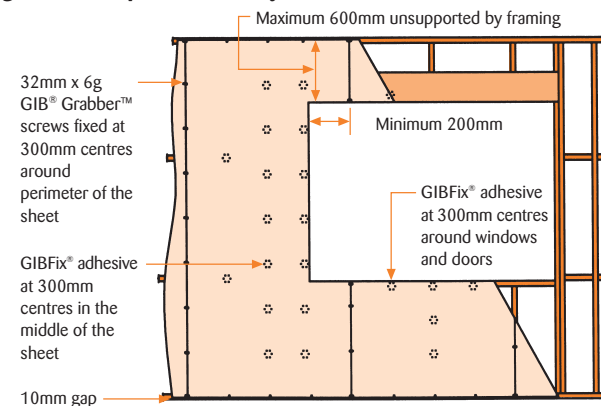 Maximum 600mm unsupported by framing
32mm x 6g
GIB® Grabber™
screws fixed at
300mm centres
around
perimeter of the
sheet
Minimum 200mm
GIBFix® adhesive
at 300mm centres
around windows
and doors
GIBFix® adhesive
at 300mm
centres in the
middle of the
sheet
10mm gap